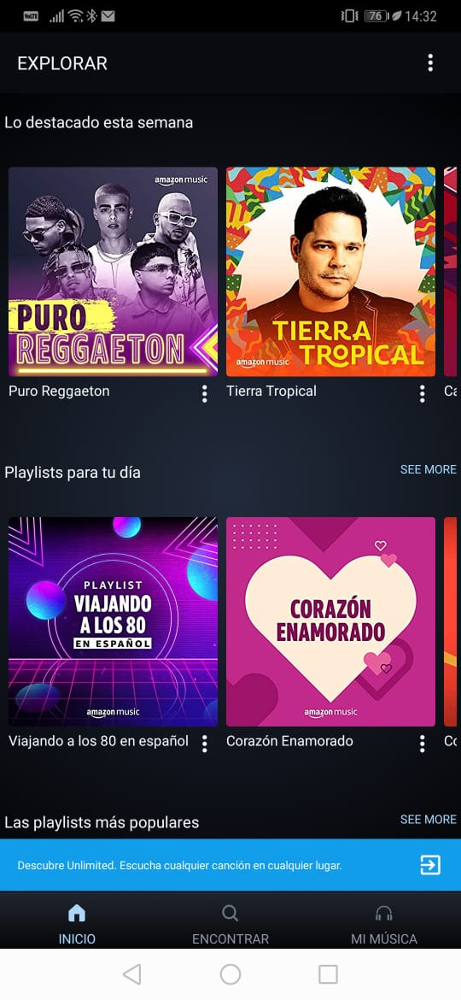 VoLTE
76
14:32
EXPLORAR
Lo destacado esta semana
amazon music
PURO
REGGAETON
TIERRA
TROPICAL
amazon music
Puro Reggaeton
Tierra Tropical
Ca
Playlists para tu día
SEE MORE
PLAYLIST
VIAJANDO
A LOS 80
EN ESPAÑOL
amazon music
CORAZÓN
ENAMORADO
amazon music
Viajando a los 80 en español
Corazón Enamorado
Co
Las playlists más populares
SEE MORE
Descubre Unlimited. Escucha cualquier canción en cualquier lugar.
INICIO
ENCONTRAR
MI MÚSICA